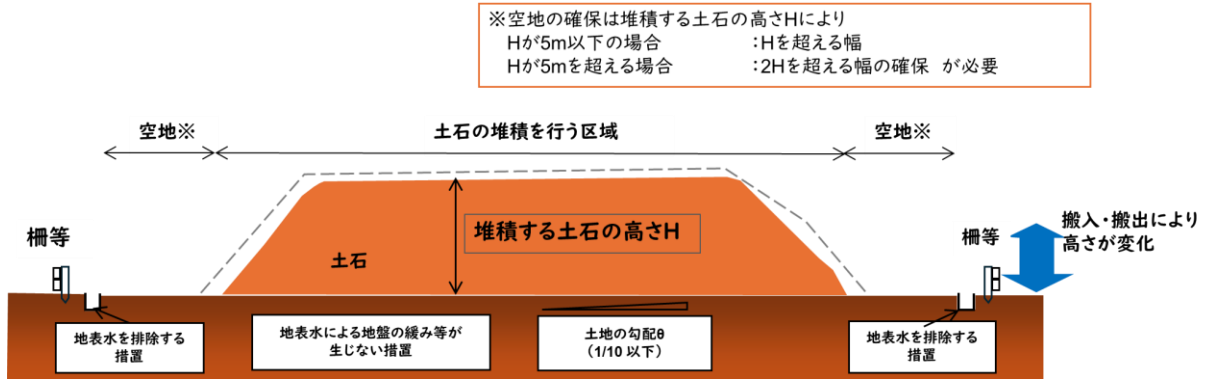 ※空地の確保は堆積する土石の高さHにより
Hが5m以下の場合　　　　：Hを超える幅
Hが5mを超える場合　　　：2Hを超える幅の確保　が必要
空地※
土石の堆積を行う区域
空地※
堆積する土石の高さH
土石
柵等
柵等
搬入・搬出により
高さが変化
地表水を排除する
措置
地表水による地盤の緩み等が
生じない措置
土地の勾配θ
（1/10 以下）
地表水を排除する
措置